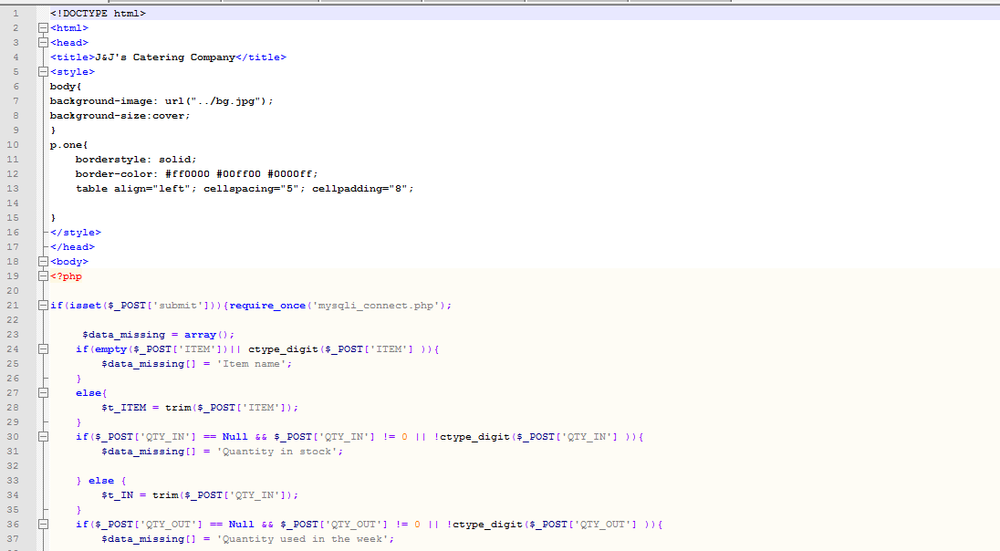 1 <!DOCTYPE html>
2 <html>
3 <head>
4 <title>J&J's Catering Company</title>
5 <style>
6 body{
7 background-image: url("../bg.jpg");
8 background-size:cover;
9 }
10 p.one{
11 borderstyle: solid;
12 border-color: #ff0000 #00ff00 #0000ff;
13 table align="left"; cellspacing="5"; cellpadding="8";
14
15 }
16 </style>
17 </head>
18 <body>
19 <?php
20
21 if(isset($_POST['submit'])){require_once('mysqli_connect.php');
22
23 $data_missing = array();
24 if(empty($_POST['ITEM'])|| ctype_digit($_POST['ITEM'] )){
25 $data_missing[] = 'Item name';
26 }
27 else{
28 $t_ITEM = trim($_POST['ITEM']);
29 }
30 if($_POST['QTY_IN'] == Null && $_POST['QTY_IN'] != 0 || !ctype_digit($_POST['QTY_IN'] )){
31 $data_missing[] = 'Quantity in stock';
32
33 } else {
34 $t_IN = trim($_POST['QTY_IN']);
35 }
36 if($_POST['QTY_OUT'] == Null && $_POST['QTY_OUT'] != 0 || !ctype_digit($_POST['QTY_OUT'] )){
37 $data_missing[] = 'Quantity used in the week';